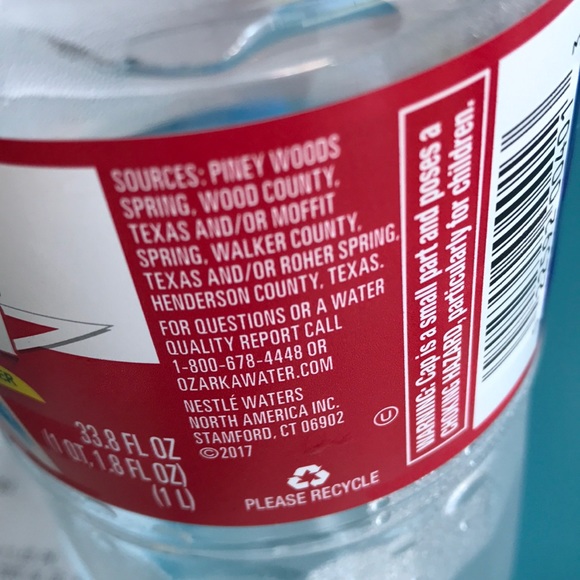 SOURCES: PINEY WOODS
SPRING, WOOD COUNTY,
TEXAS AND/OR MOFFIT
SPRING, WALKER COUNTY,
TEXAS AND/OR ROHER SPRING,
HENDERSON COUNTY, TEXAS.
FOR QUESTIONS OR A WATER
QUALITY REPORT CALL
1-800-678-4448 OR
OZARKAWATER.COM
NESTLÉ WATERS
NORTH AMERICA INC.
STAMFORD, CT 06902
©2017
U
PLEASE RECYCLE
33.8 FL OZ
(1 QT, 1.8 FL OZ)
(1 L)
WARNING: Cap is a small part and poses a
CHOKING HAZARD, particularly for children.